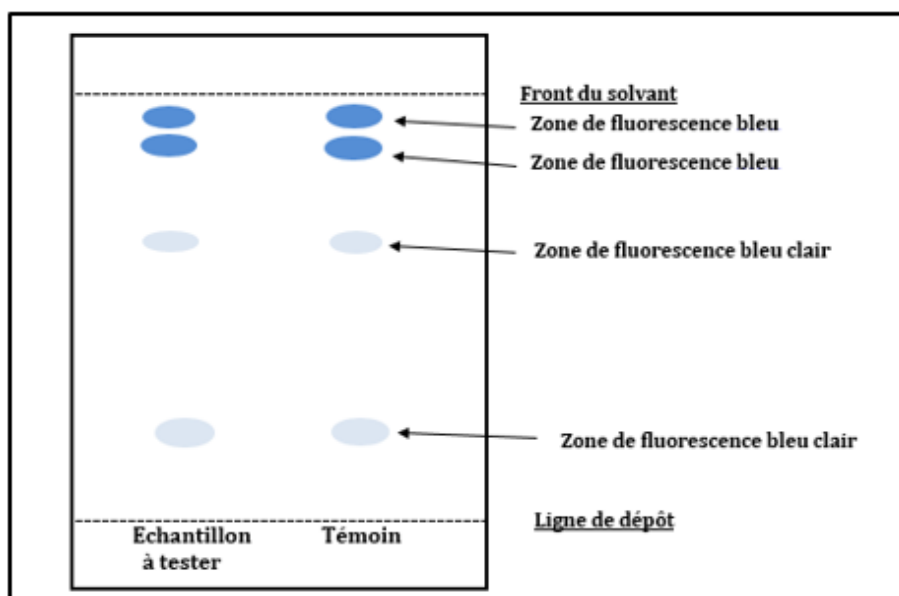 Front du solvant
Zone de fluorescence bleu
Zone de fluorescence bleu
Zone de fluorescence bleu clair
Zone de fluorescence bleu clair
Ligne de dépôt
Echantillon
à tester
Témoin